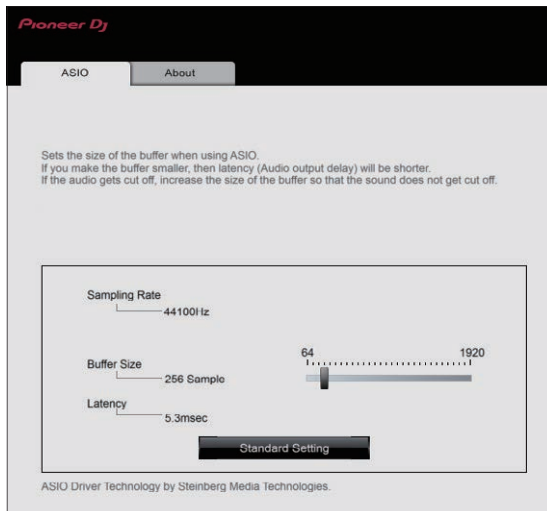 Pioneer Dj
ASIO
About
Sets the size of the buffer when using ASIO.
If you make the buffer smaller, then latency (Audio output delay) will be shorter.
If the audio gets cut off, increase the size of the buffer so that the sound does not get cut off.
Sampling Rate
44100Hz
64
1920
Buffer Size
256 Sample
Latency
5.3msec
Standard Setting
ASIO Driver Technology by Steinberg Media Technologies.